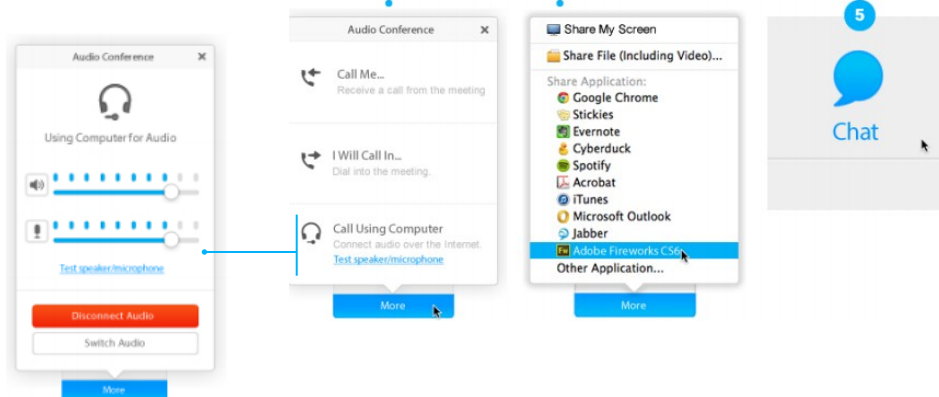 Audio Conference
Using Computer for Audio
Test speaker/microphone
Disconnect Audio
Switch Audio
More
Audio Conference
Call Me...
Receive a call from the meeting
I Will Call In...
Dial into the meeting.
Call Using Computer
Connect audio over the Internet.
Test speaker/microphone
More
Share My Screen
Share File (Including Video)...
Share Application:
Google Chrome
Stickies
Evernote
Cyberduck
Spotify
Acrobat
iTunes
Microsoft Outlook
Jabber
Fw Adobe Fireworks CS6
Other Application...
More
5
Chat